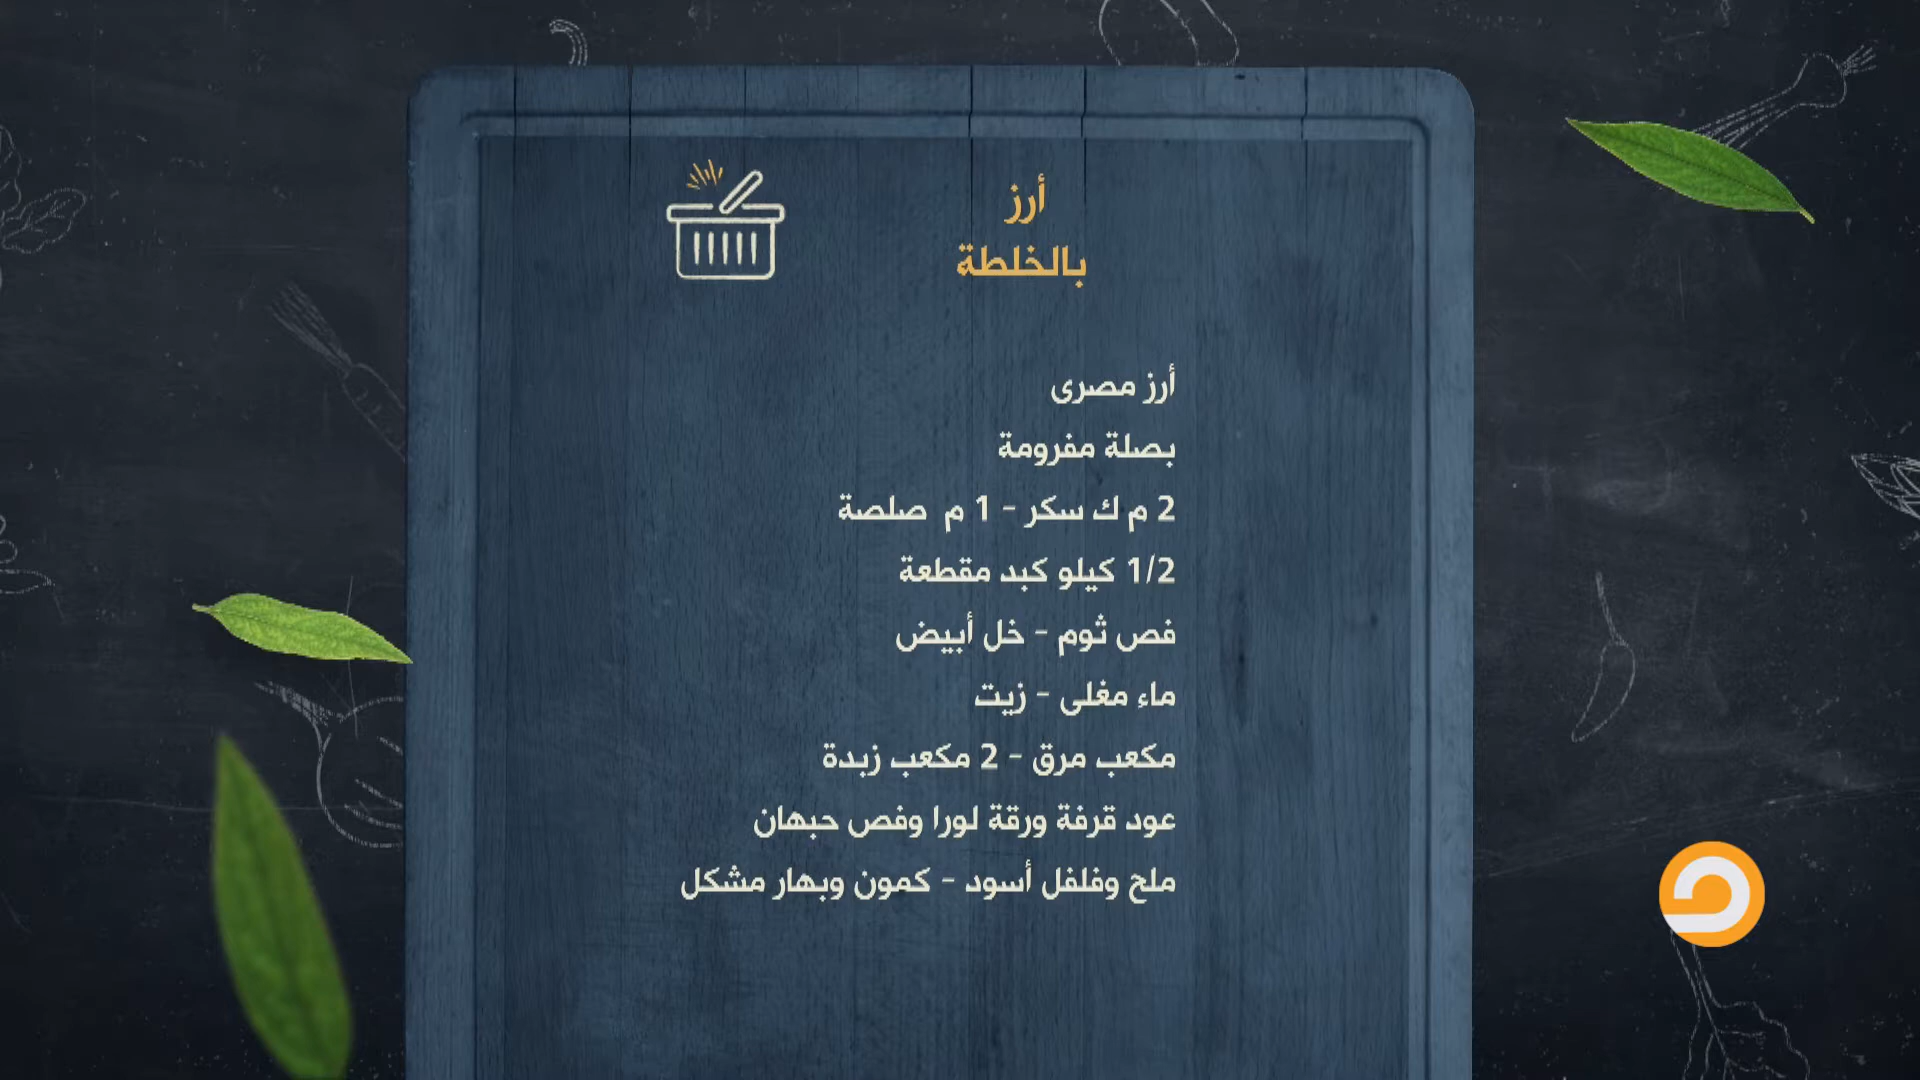 أرز
بالخلطة
أرز مصرى
بصلة مفرومة
2 م ك سكر - 1 م صلصة
1/2 كيلو كبد مقطعة
فص ثوم - خل أبيض
ماء مغلى - زيت
مكعب مرق - 2 مكعب زبدة
عود قرفة ورقة لورا وفص حبهان
ملح وفلفل أسود - كمون وبهار مشكل